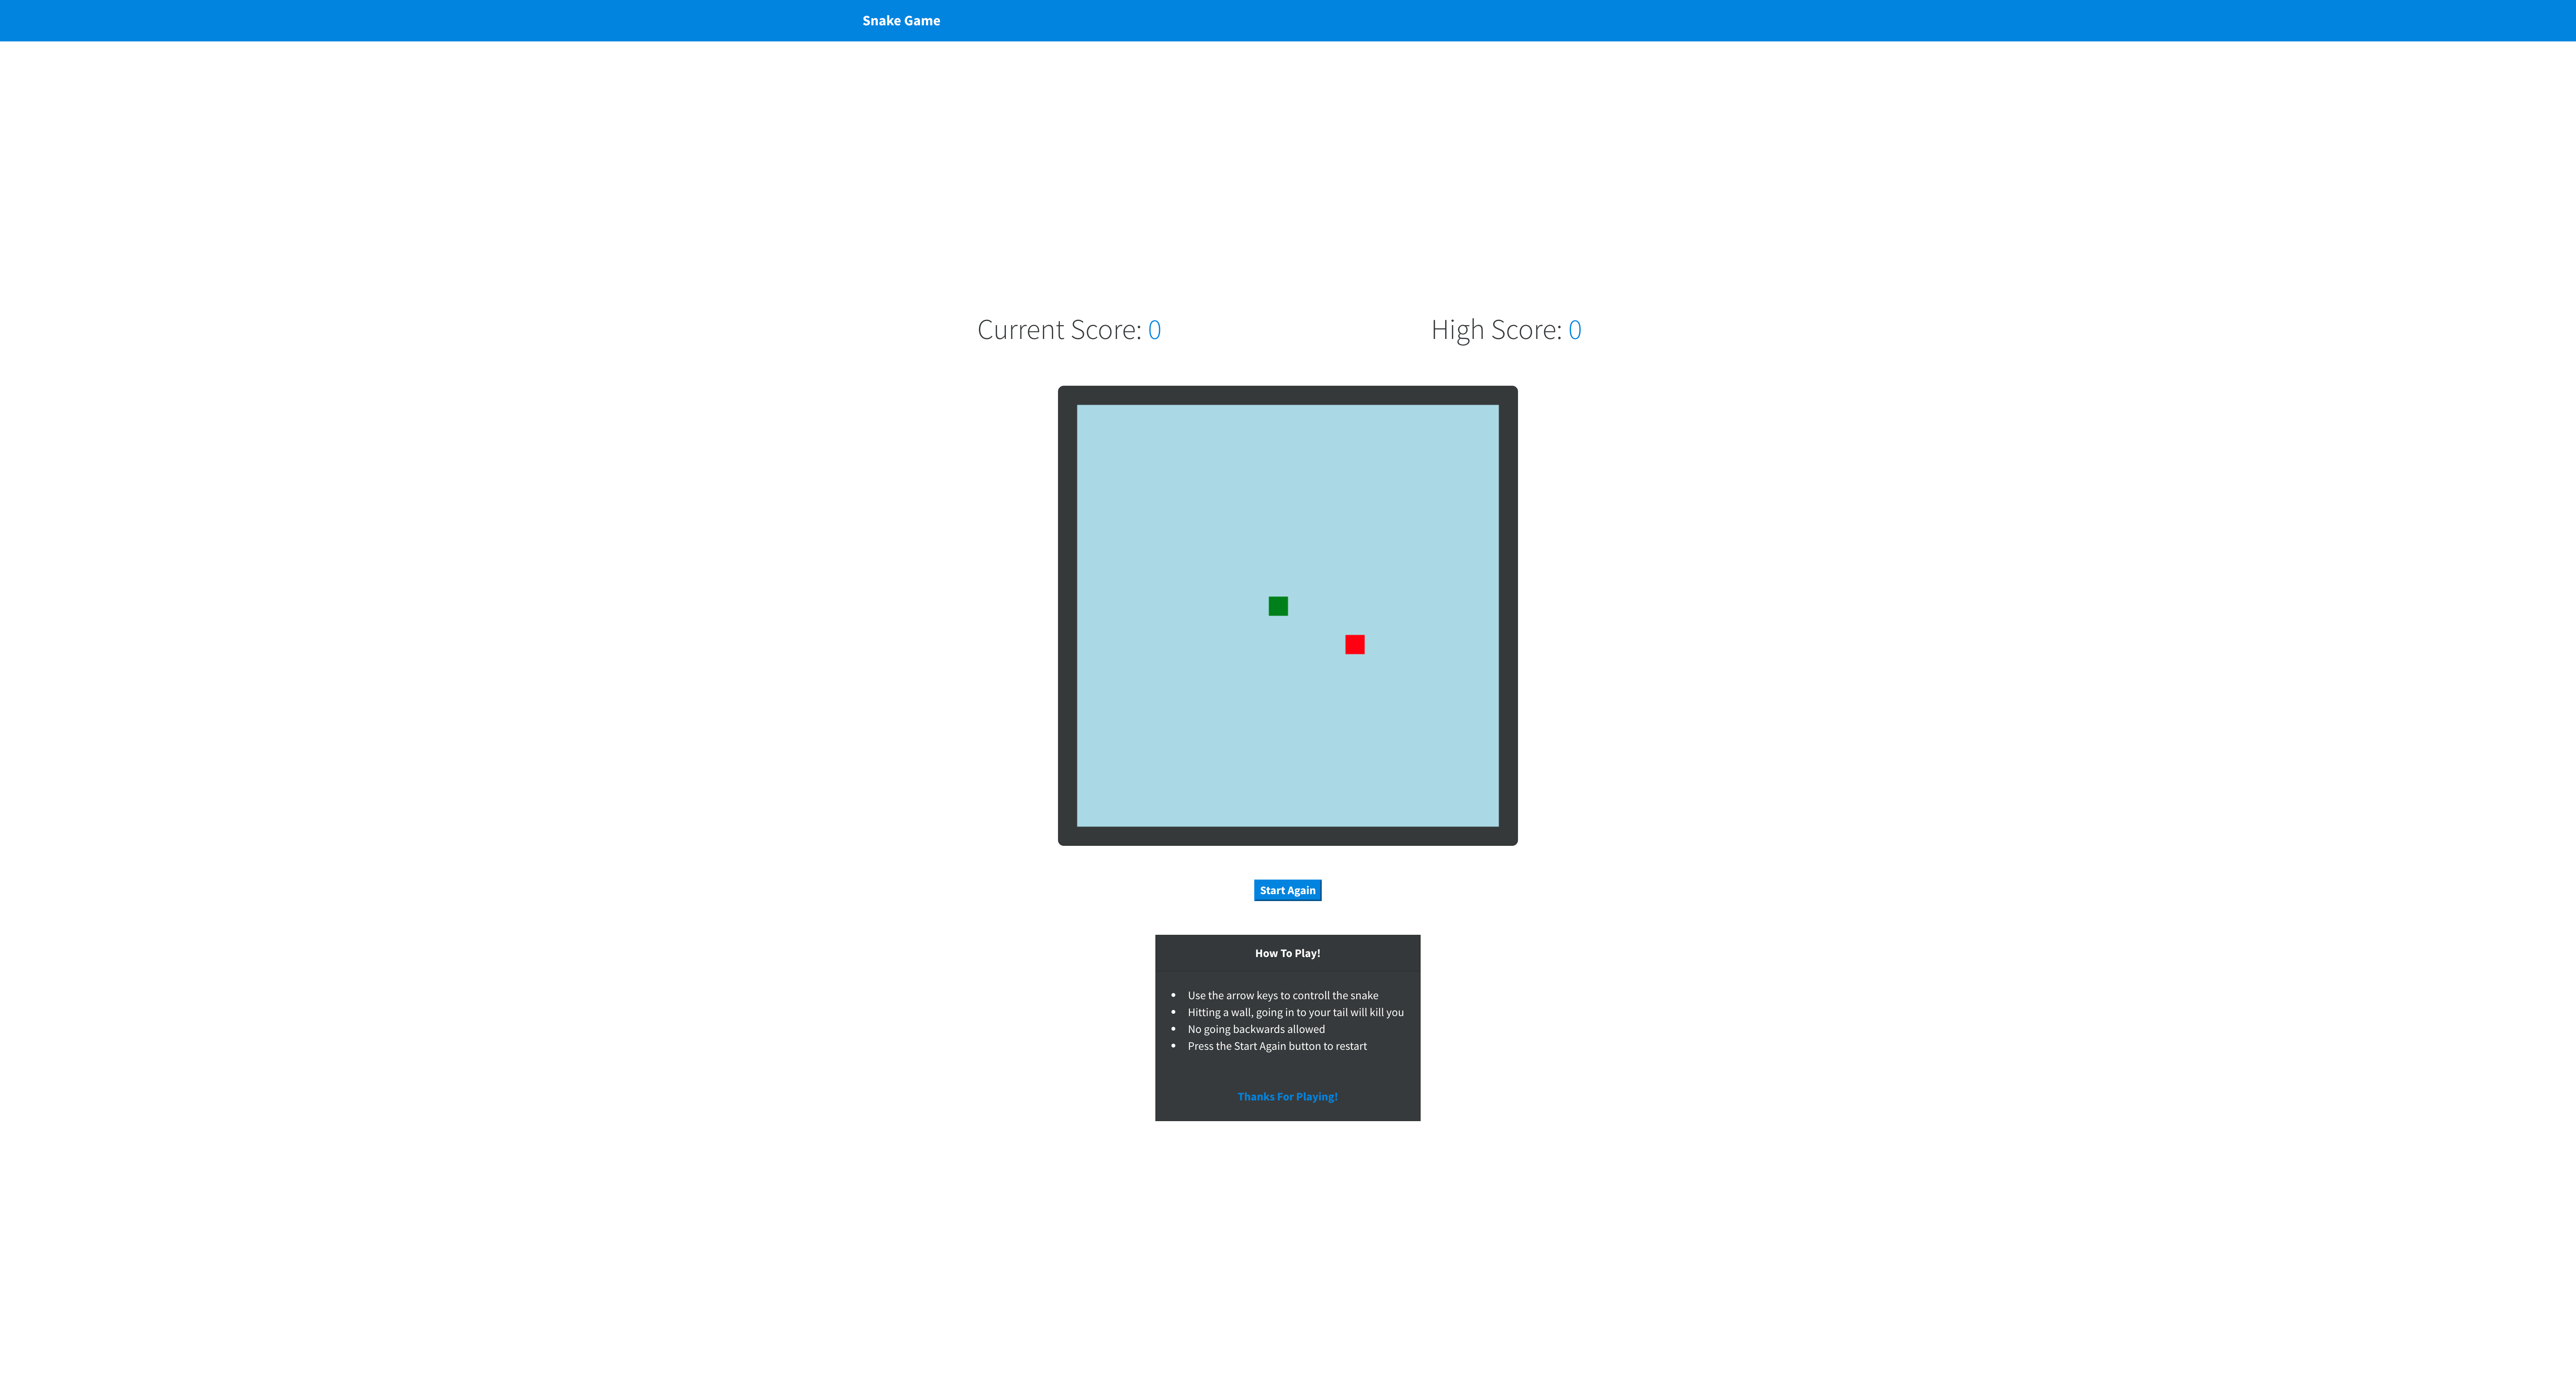 Snake Game
Current Score: 0
High Score: 0
Start Again
How To Play!
Use the arrow keys to controll the snake
Hitting a wall, going in to your tail will kill you
No going backwards allowed
Press the Start Again button to restart
Thanks For Playing!